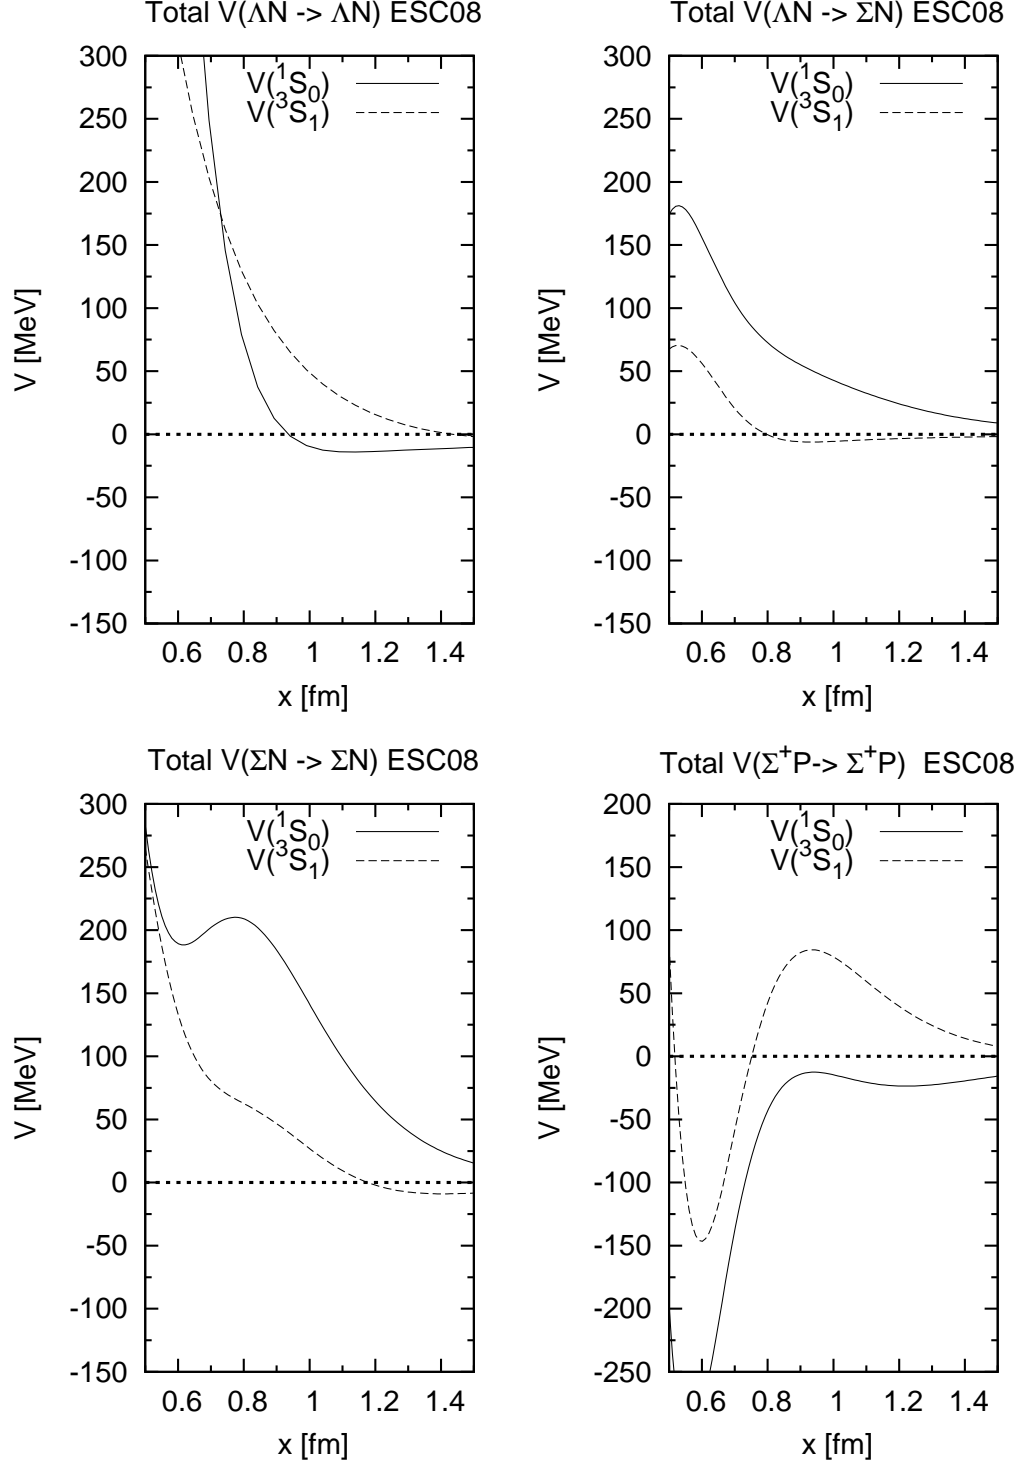 Total V(ΛN -> ΛN) ESC08
V(¹S₀)
V(³S₁)
300
250
200
150
100
50
0
-50
-100
-150
V [MeV]
0.6 0.8 1 1.2 1.4
x [fm]
Total V(ΛN -> ΣN) ESC08
V(¹S₀)
V(³S₁)
300
250
200
150
100
50
0
-50
-100
-150
V [MeV]
0.6 0.8 1 1.2 1.4
x [fm]
Total V(ΣN -> ΣN) ESC08
V(¹S₀)
V(³S₁)
300
250
200
150
100
50
0
-50
-100
-150
V [MeV]
0.6 0.8 1 1.2 1.4
x [fm]
Total V(Σ⁺P-> Σ⁺P) ESC08
V(¹S₀)
V(³S₁)
200
150
100
50
0
-50
-100
-150
-200
-250
V [MeV]
0.6 0.8 1 1.2 1.4
x [fm]